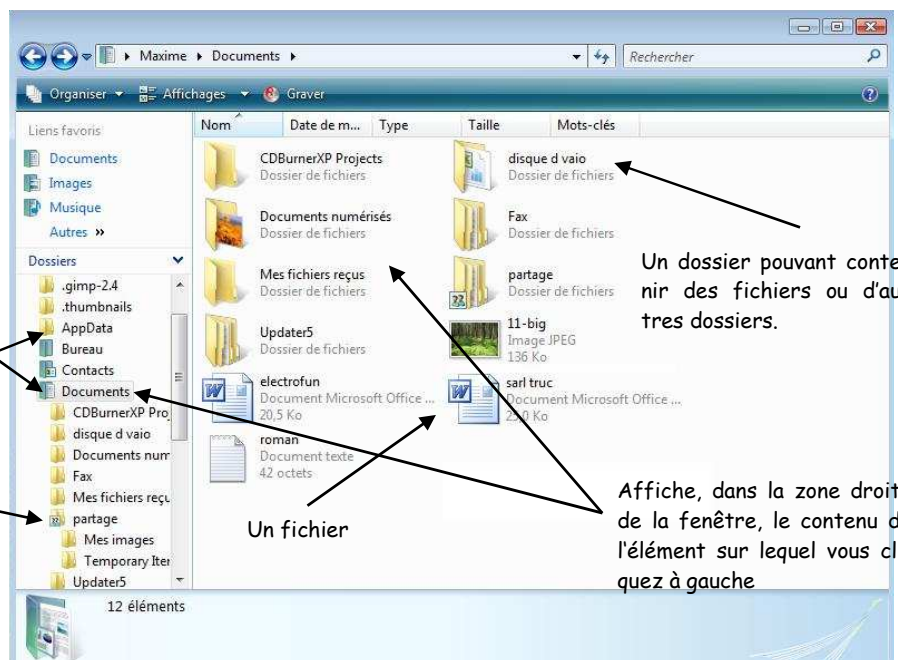 Maxime Documents
Rechercher
Organiser Affichages Graver
Liens favoris
Documents
Images
Musique
Autres »
Dossiers
.gimp-2.4
.thumbnails
AppData
Bureau
Contacts
Documents
CDBurnerXP Pro
disque d vaio
Documents num
Fax
Mes fichiers reçu
partage
Mes images
Temporary Iter
Updater5
Nom Date de m... Type Taille Mots-clés
CDBurnerXP Projects
Dossier de fichiers
disque d vaio
Dossier de fichiers
Documents numérisés
Dossier de fichiers
Fax
Dossier de fichiers
Mes fichiers reçus
Dossier de fichiers
partage
Dossier de fichiers
Updater5
Dossier de fichiers
11-big
Image JPEG
136 Ko
electrofun
Document Microsoft Office ...
20,5 Ko
sarl truc
Document Microsoft Office ...
25,0 Ko
roman
Document texte
42 octets
Un dossier pouvant conte
nir des fichiers ou d'au
tres dossiers.
Un fichier
Affiche, dans la zone droit
de la fenêtre, le contenu d
l'élément sur lequel vous cl
quez à gauche
12 éléments